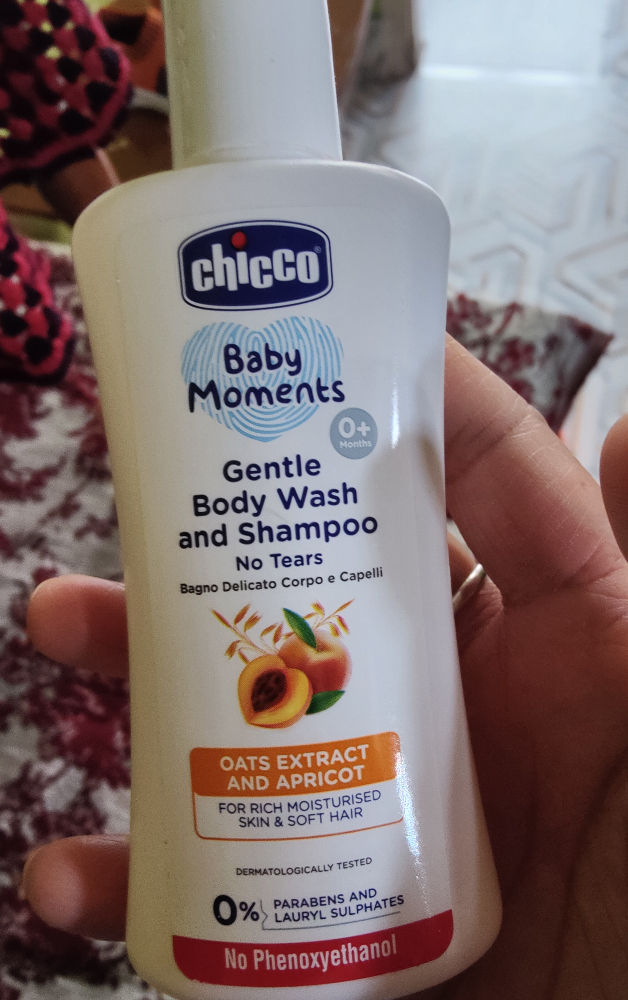 chicco®
Baby
Moments
0+
Months
Gentle
Body Wash
and Shampoo
No Tears
Bagno Delicato Corpo e Capelli
OATS EXTRACT
AND APRICOT
FOR RICH MOISTURISED
SKIN & SOFT HAIR
DERMATOLOGICALLY TESTED
0% PARABENS AND
LAURYL SULPHATES
No Phenoxyethanol